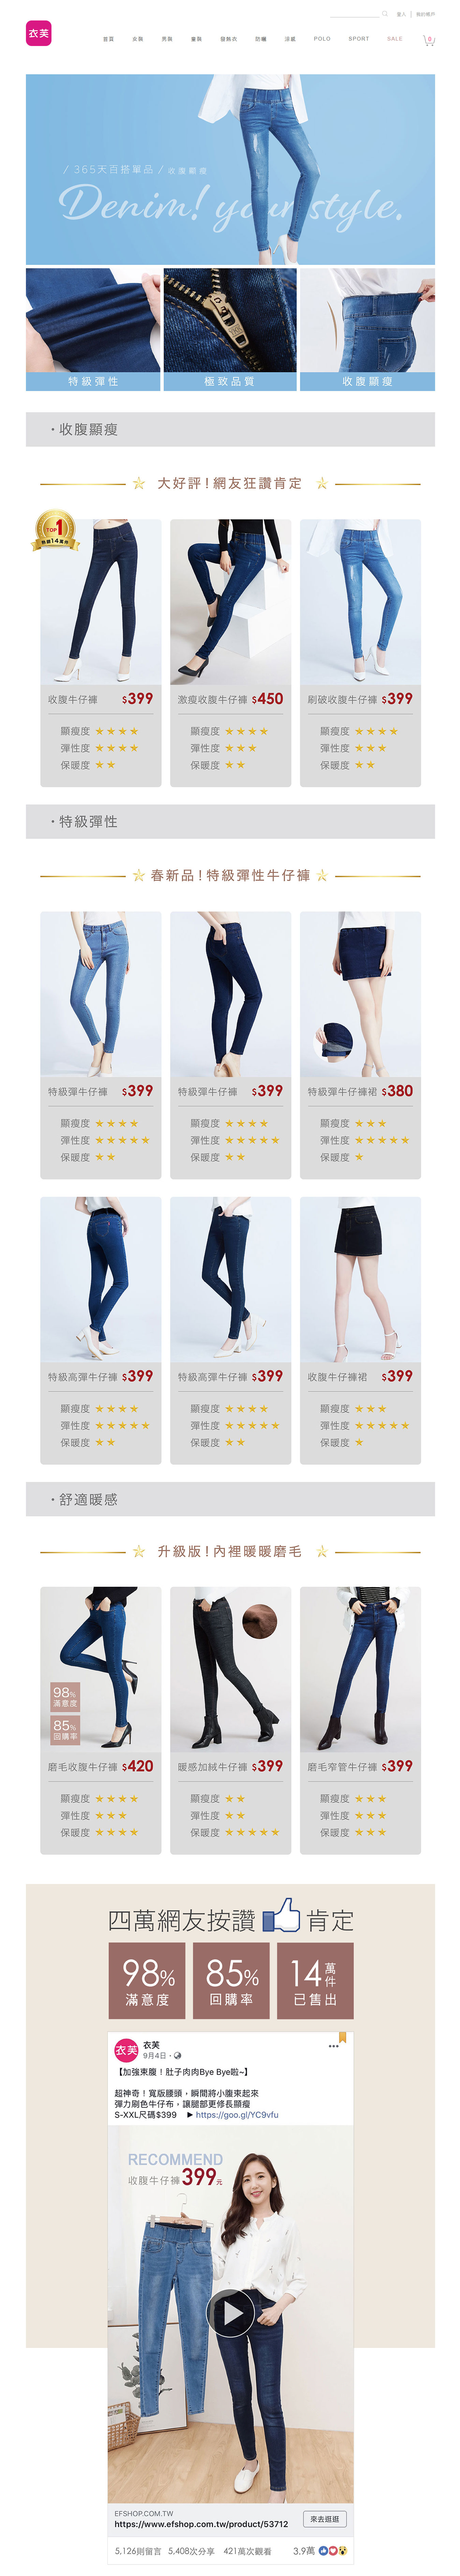 登入 | 我的帳戶
衣芙
首頁 女裝 男裝 童裝 發熱衣 防曬 涼感 POLO SPORT SALE 0
/ 365天百搭單品 / 收腹顯瘦
Denim! your style.
特級彈性 極致品質 收腹顯瘦
・收腹顯瘦
大好評!網友狂讚肯定
TOP1
熱銷14萬件
收腹牛仔褲 $399 激瘦收腹牛仔褲 $450 刷破收腹牛仔褲 $399
顯瘦度 ★★★★ 顯瘦度 ★★★★ 顯瘦度 ★★★★
彈性度 ★★★★ 彈性度 ★★★ 彈性度 ★★★
保暖度 ★★ 保暖度 ★★ 保暖度 ★★
・特級彈性
春新品!特級彈性牛仔褲
特級彈牛仔褲 $399 特級彈牛仔褲 $399 特級彈牛仔褲裙 $380
顯瘦度 ★★★★ 顯瘦度 ★★★★ 顯瘦度 ★★★
彈性度 ★★★★★ 彈性度 ★★★★★ 彈性度 ★★★★★
保暖度 ★★ 保暖度 ★★ 保暖度 ★
特級高彈牛仔褲 $399 特級高彈牛仔褲 $399 收腹牛仔褲裙 $399
顯瘦度 ★★★★ 顯瘦度 ★★★★ 顯瘦度 ★★★
彈性度 ★★★★★ 彈性度 ★★★★★ 彈性度 ★★★★★
保暖度 ★★ 保暖度 ★★ 保暖度 ★
・舒適暖感
升級版!內裡暖暖磨毛
98%
滿意度
85%
回購率
磨毛收腹牛仔褲 $420 暖感加絨牛仔褲 $399 磨毛窄管牛仔褲 $399
顯瘦度 ★★★★ 顯瘦度 ★★ 顯瘦度 ★★★
彈性度 ★★★ 彈性度 ★★ 彈性度 ★★★
保暖度 ★★★★ 保暖度 ★★★★★ 保暖度 ★★★
四萬網友按讚 肯定
98% 85% 14萬件
滿意度 回購率 已售出
衣芙
衣芙
9月4日・
【加強束腹！肚子肉肉Bye Bye啦~】
超神奇！寬版腰頭，瞬間將小腹束起來
彈力刷色牛仔布，讓腿部更修長顯瘦
S-XXL尺碼$399 ▶ https://goo.gl/YC9vfu
RECOMMEND
收腹牛仔褲399元
EFSHOP.COM.TW
https://www.efshop.com.tw/product/53712
來去逛逛
5,126則留言 5,408次分享 421萬次觀看 3.9萬